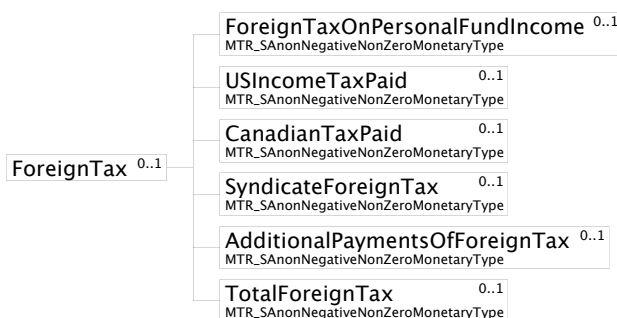 ForeignTaxOnPersonalFundIncome 0..1
MTR_SAnonNegativeNonZeroMonetaryType
USIncomeTaxPaid 0..1
MTR_SAnonNegativeNonZeroMonetaryType
CanadianTaxPaid 0..1
MTR_SAnonNegativeNonZeroMonetaryType
ForeignTax 0..1
SyndicateForeignTax 0..1
MTR_SAnonNegativeNonZeroMonetaryType
AdditionalPaymentsOfForeignTax 0..1
MTR_SAnonNegativeNonZeroMonetaryType
TotalForeignTax 0..1
MTR_SAnonNegativeNonZeroMonetaryType